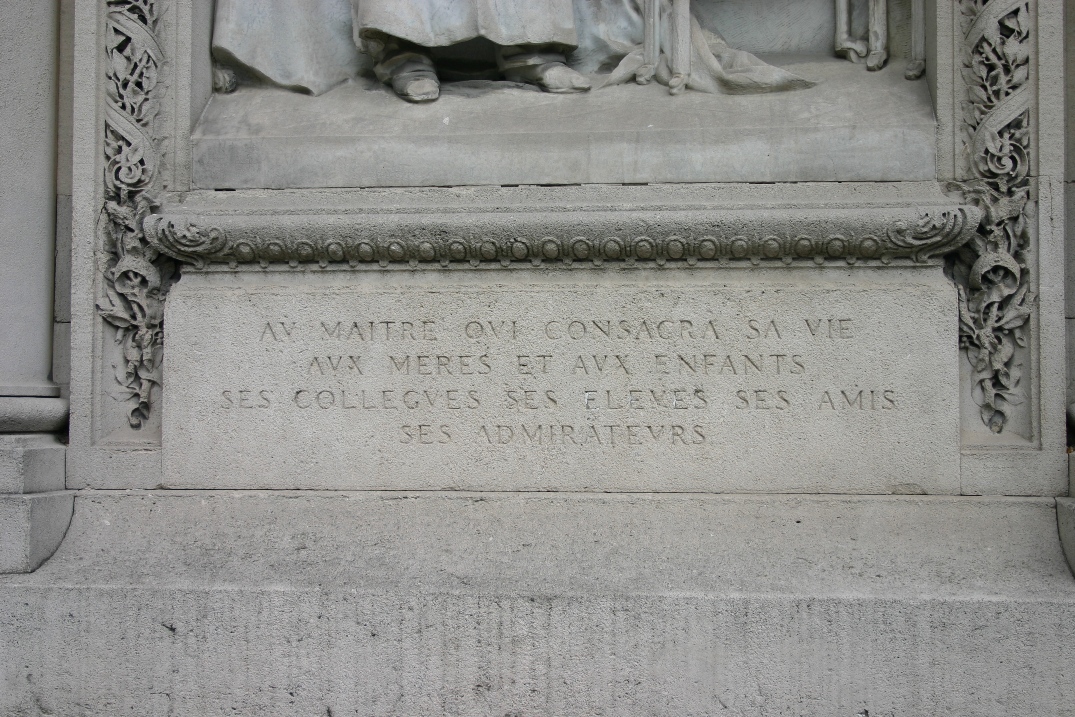 AV MAITRE QVI CONSACRA SA VIE
AVX MERES ET AVX ENFANTS
SES COLLEGVES SES ELEVES SES AMIS
SES ADMIRATEVRS